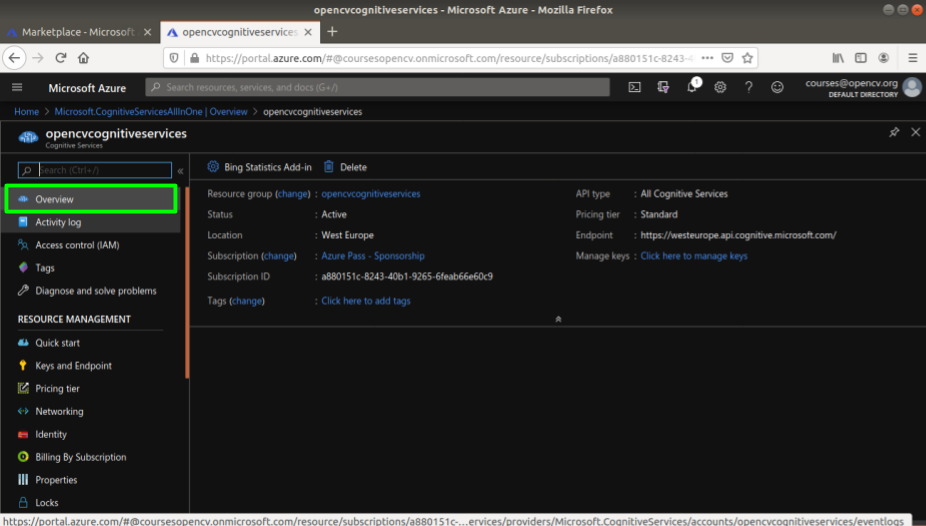 opencvcognitiveservices - Microsoft Azure - Mozilla Firefox
Marketplace - Microsoft
opencvcognitiveservices
https://portal.azure.com/#@coursesopencv.onmicrosoft.com/resource/subscriptions/a880151c-8243-4
Microsoft Azure
Search resources, services, and docs (G+/)
1
courses@opencv.org
DEFAULT DIRECTORY
Home > Microsoft.CognitiveServicesAllInOne | Overview > opencvcognitiveservices
opencvcognitiveservices
Cognitive Services
Search (Ctrl+/)
«
Overview
Activity log
Access control (IAM)
Tags
Diagnose and solve problems
RESOURCE MANAGEMENT
Quick start
Keys and Endpoint
Pricing tier
Networking
Identity
Billing By Subscription
Properties
Locks
Bing Statistics Add-in Delete
Resource group (change) : opencvcognitiveservices
Status : Active
Location : West Europe
Subscription (change) : Azure Pass - Sponsorship
Subscription ID : a880151c-8243-40b1-9265-6feab66e60c9
Tags (change) : Click here to add tags
API type : All Cognitive Services
Pricing tier : Standard
Endpoint : https://westeurope.api.cognitive.microsoft.com/
Manage keys : Click here to manage keys
https://portal.azure.com/#@coursesopencv.onmicrosoft.com/resource/subscriptions/a880151c-...ervices/providers/Microsoft.CognitiveServices/accounts/opencvcognitiveservices/eventlogs